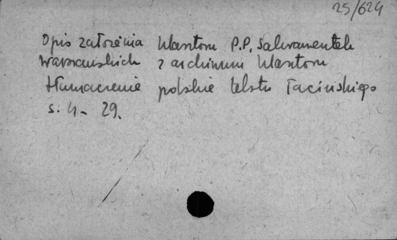 25/624
Opis założenia klasztoru P.P. Sakramentek
warszawskich z archiwum klasztoru
tłumaczenie polskie tekstu łacińskiego
s. 4 - 29.